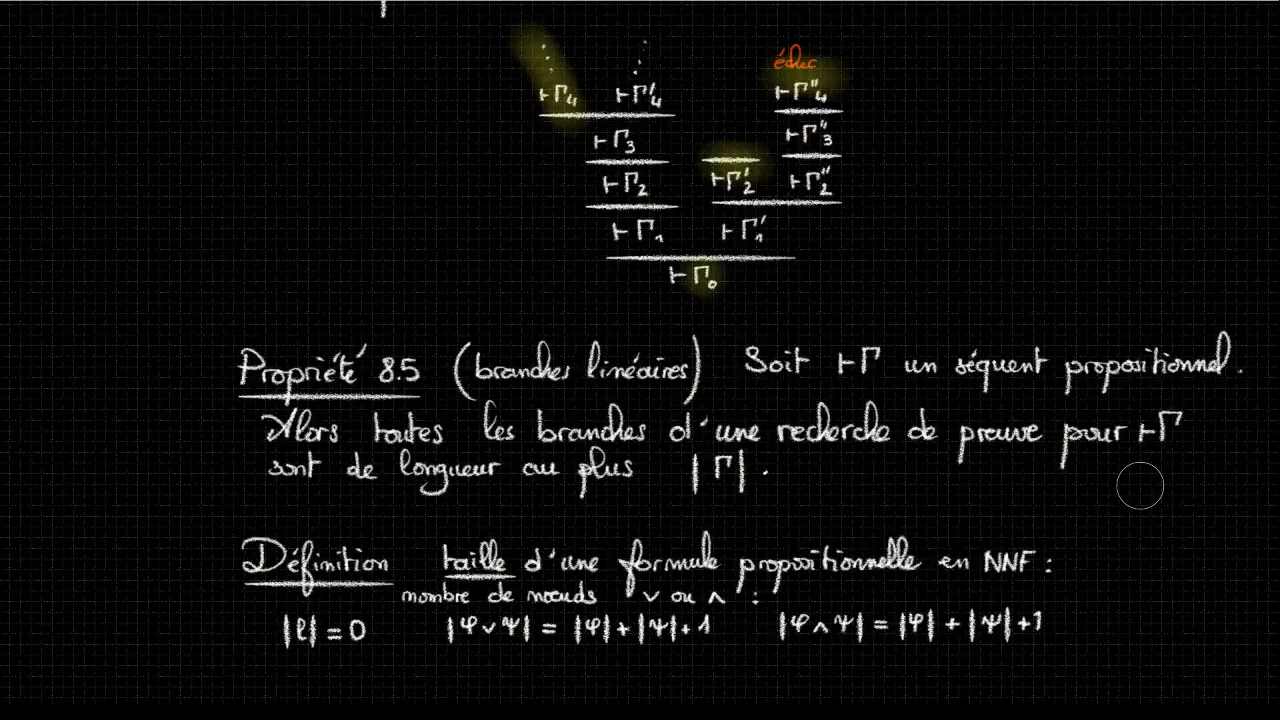 échec
⊢Γ₄ ⊢Γ'₄ ⊢Γ''₄
⊢Γ₃ ⊢Γ''₃
⊢Γ₂ ⊢Γ'₂ ⊢Γ''₂
⊢Γ₁ ⊢Γ'₁
⊢Γ₀
Propriété 8.5 (branches linéaires) Soit ⊢Γ un séquent propositionnel.
Alors toutes les branches d'une recherche de preuve pour ⊢Γ
sont de longueur au plus |Γ|.
Définition taille d'une formule propositionnelle en NNF :
nombre de nœuds ∨ ou ∧ :
|ℓ| = 0 |φ ∨ ψ| = |φ| + |ψ| + 1 |φ ∧ ψ| = |φ| + |ψ| + 1